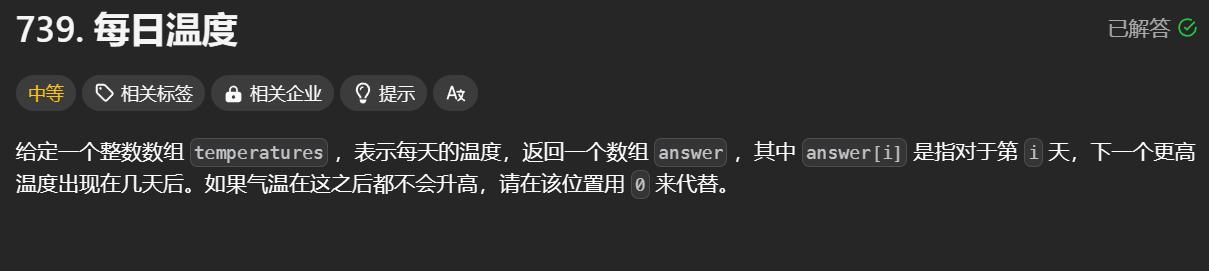 739. 每日温度
已解答
中等 相关标签 相关企业 提示 Ax
给定一个整数数组 temperatures ，表示每天的温度，返回一个数组 answer ，其中 answer[i] 是指对于第 i 天，下一个更高
温度出现在几天后。如果气温在这之后都不会升高，请在该位置用 0 来代替。